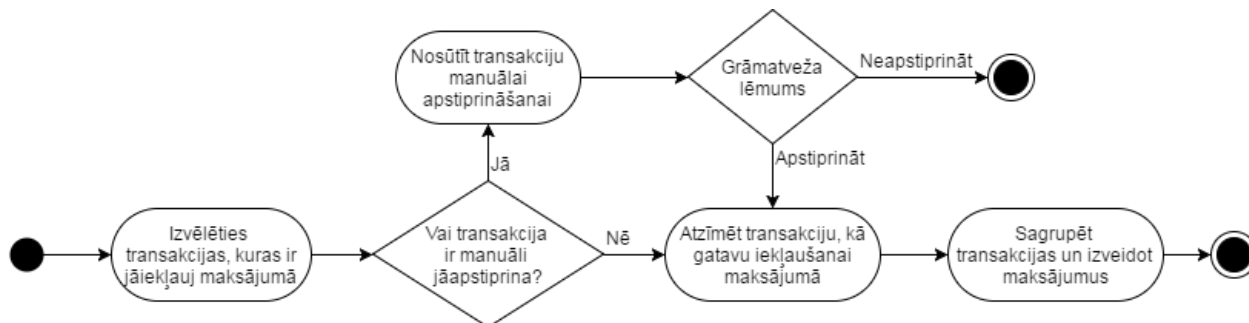 Nosūtīt transakciju
manuālai
apstiprināšanai
Grāmatveža
lēmums
Neapstiprināt
Jā
Apstiprināt
Izvēlēties
transakcijas, kuras ir
jāiekļauj maksājumā
Vai transakcija
ir manuāli
jāapstiprina?
Nē
Atzīmēt transakciju, kā
gatavu iekļaušanai
maksājumā
Sagrupēt
transakcijas un izveidot
maksājumus